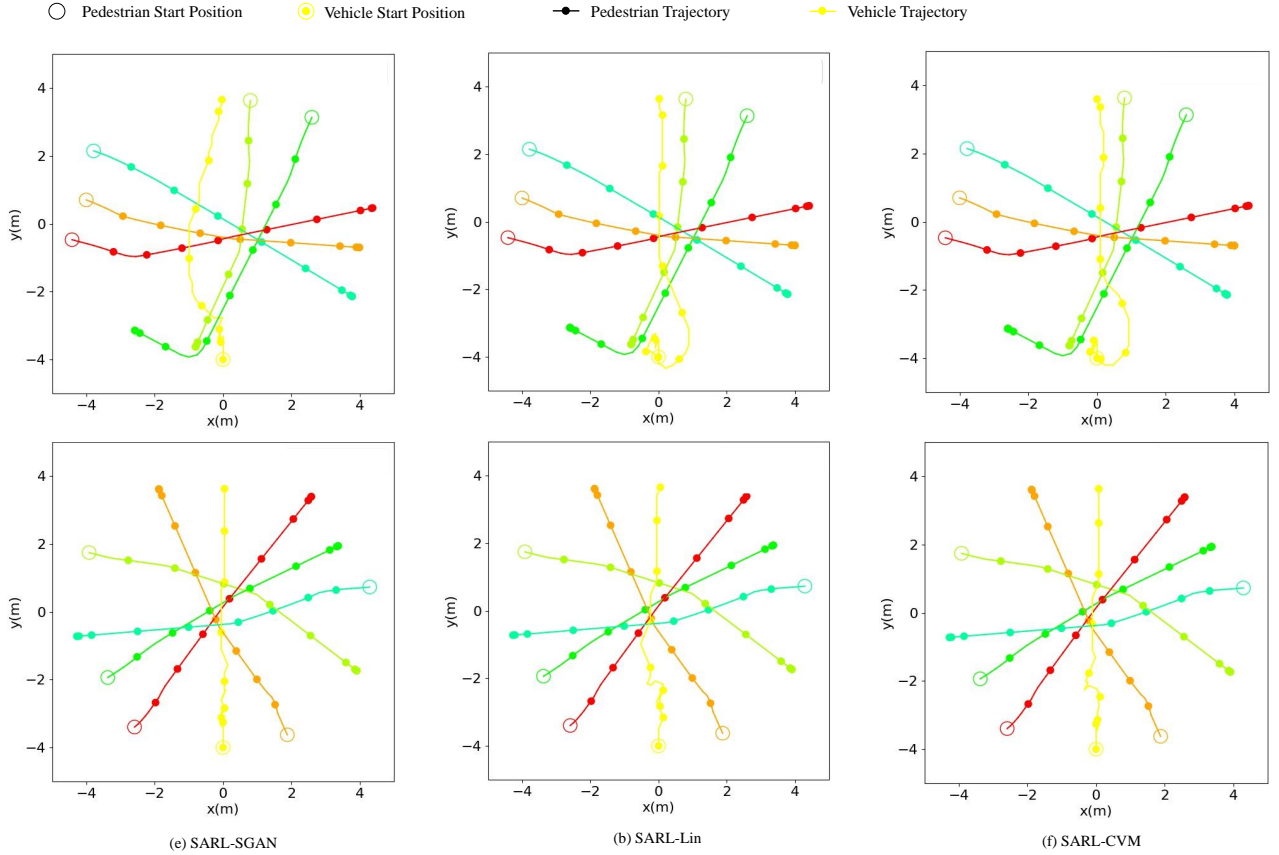 Pedestrian Start Position Vehicle Start Position Pedestrian Trajectory Vehicle Trajectory
4 4 4
2 2 2
y(m) 0 y(m) 0 y(m) 0
−2 −2 −2
−4 −4 −4
−4 −2 0 2 4 −4 −2 0 2 4 −4 −2 0 2 4
x(m) x(m) x(m)
4 4 4
2 2 2
y(m) 0 y(m) 0 y(m) 0
−2 −2 −2
−4 −4 −4
−4 −2 0 2 4 −4 −2 0 2 4 −4 −2 0 2 4
x(m) x(m) x(m)
(e) SARL-SGAN (b) SARL-Lin (f) SARL-CVM